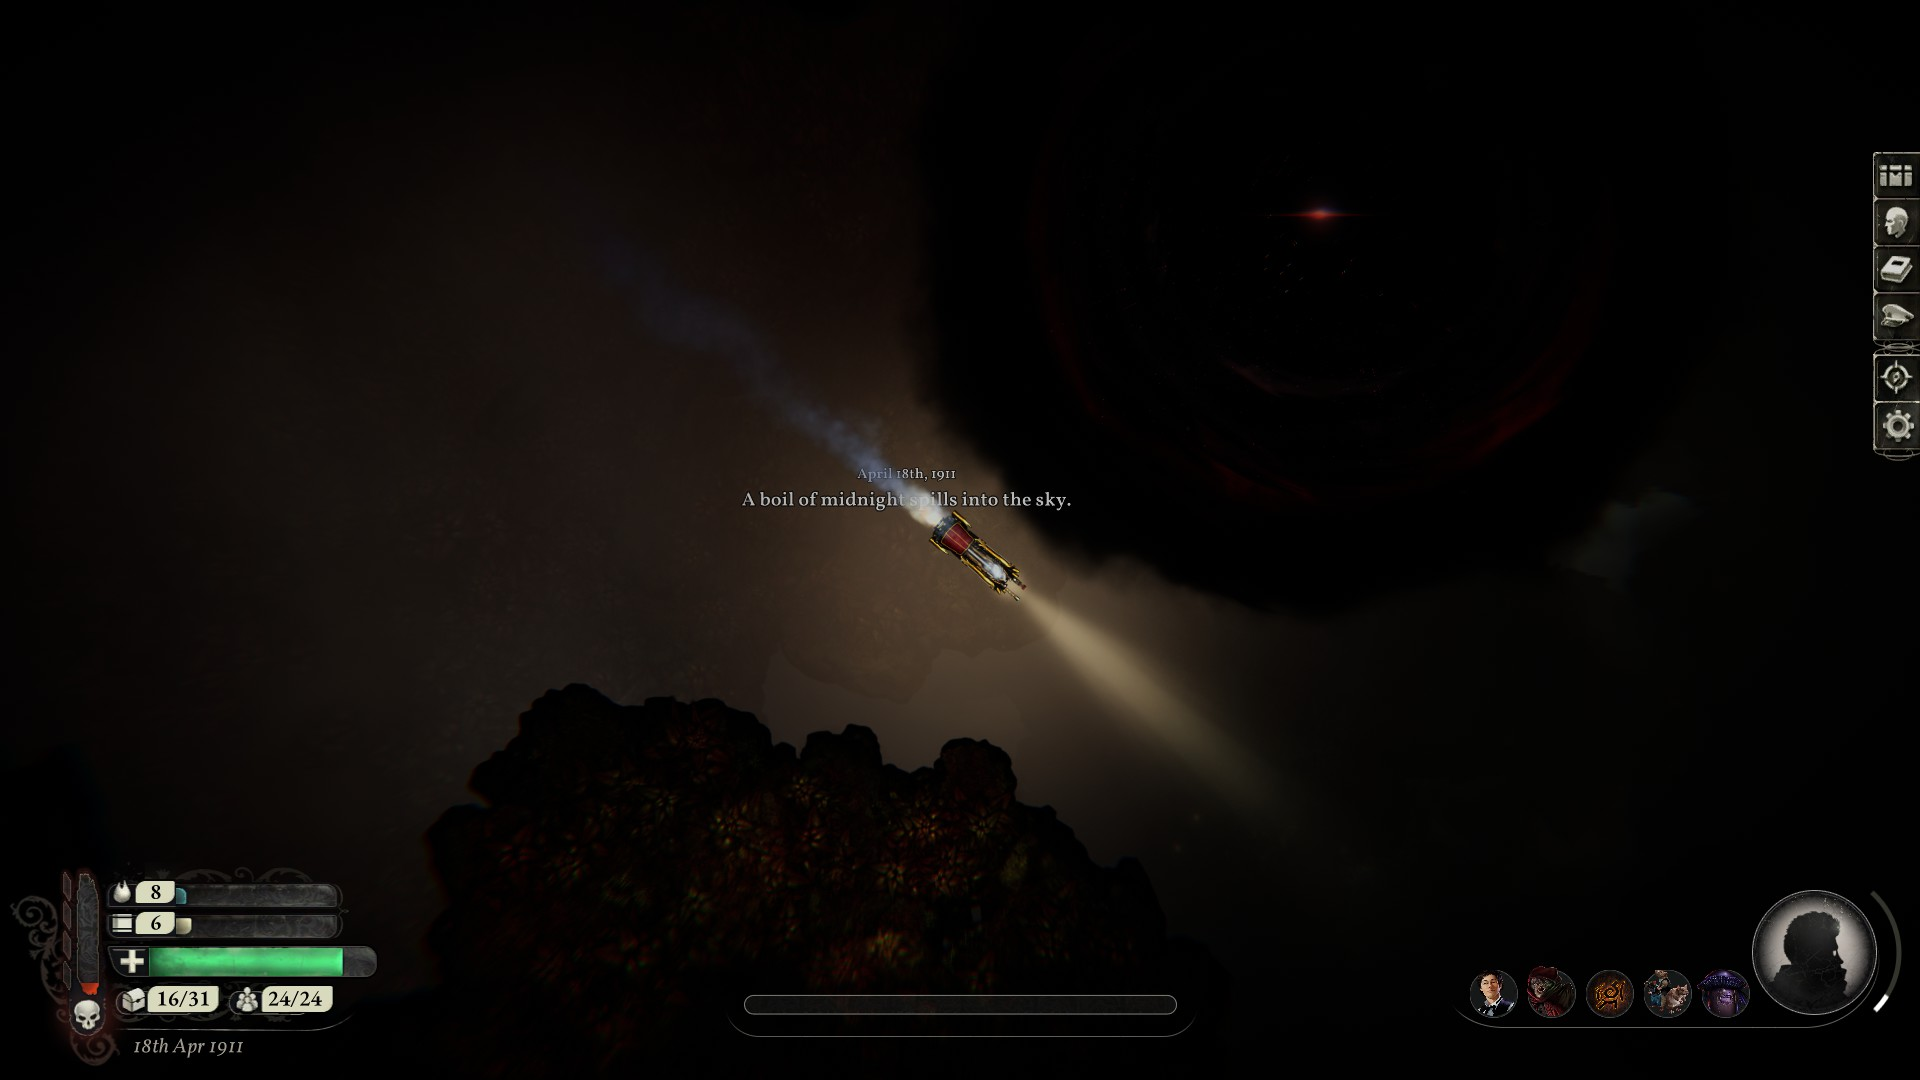 April 18th, 1911
A boil of midnight spills into the sky.
8
6
16/31
24/24
18th Apr 1911